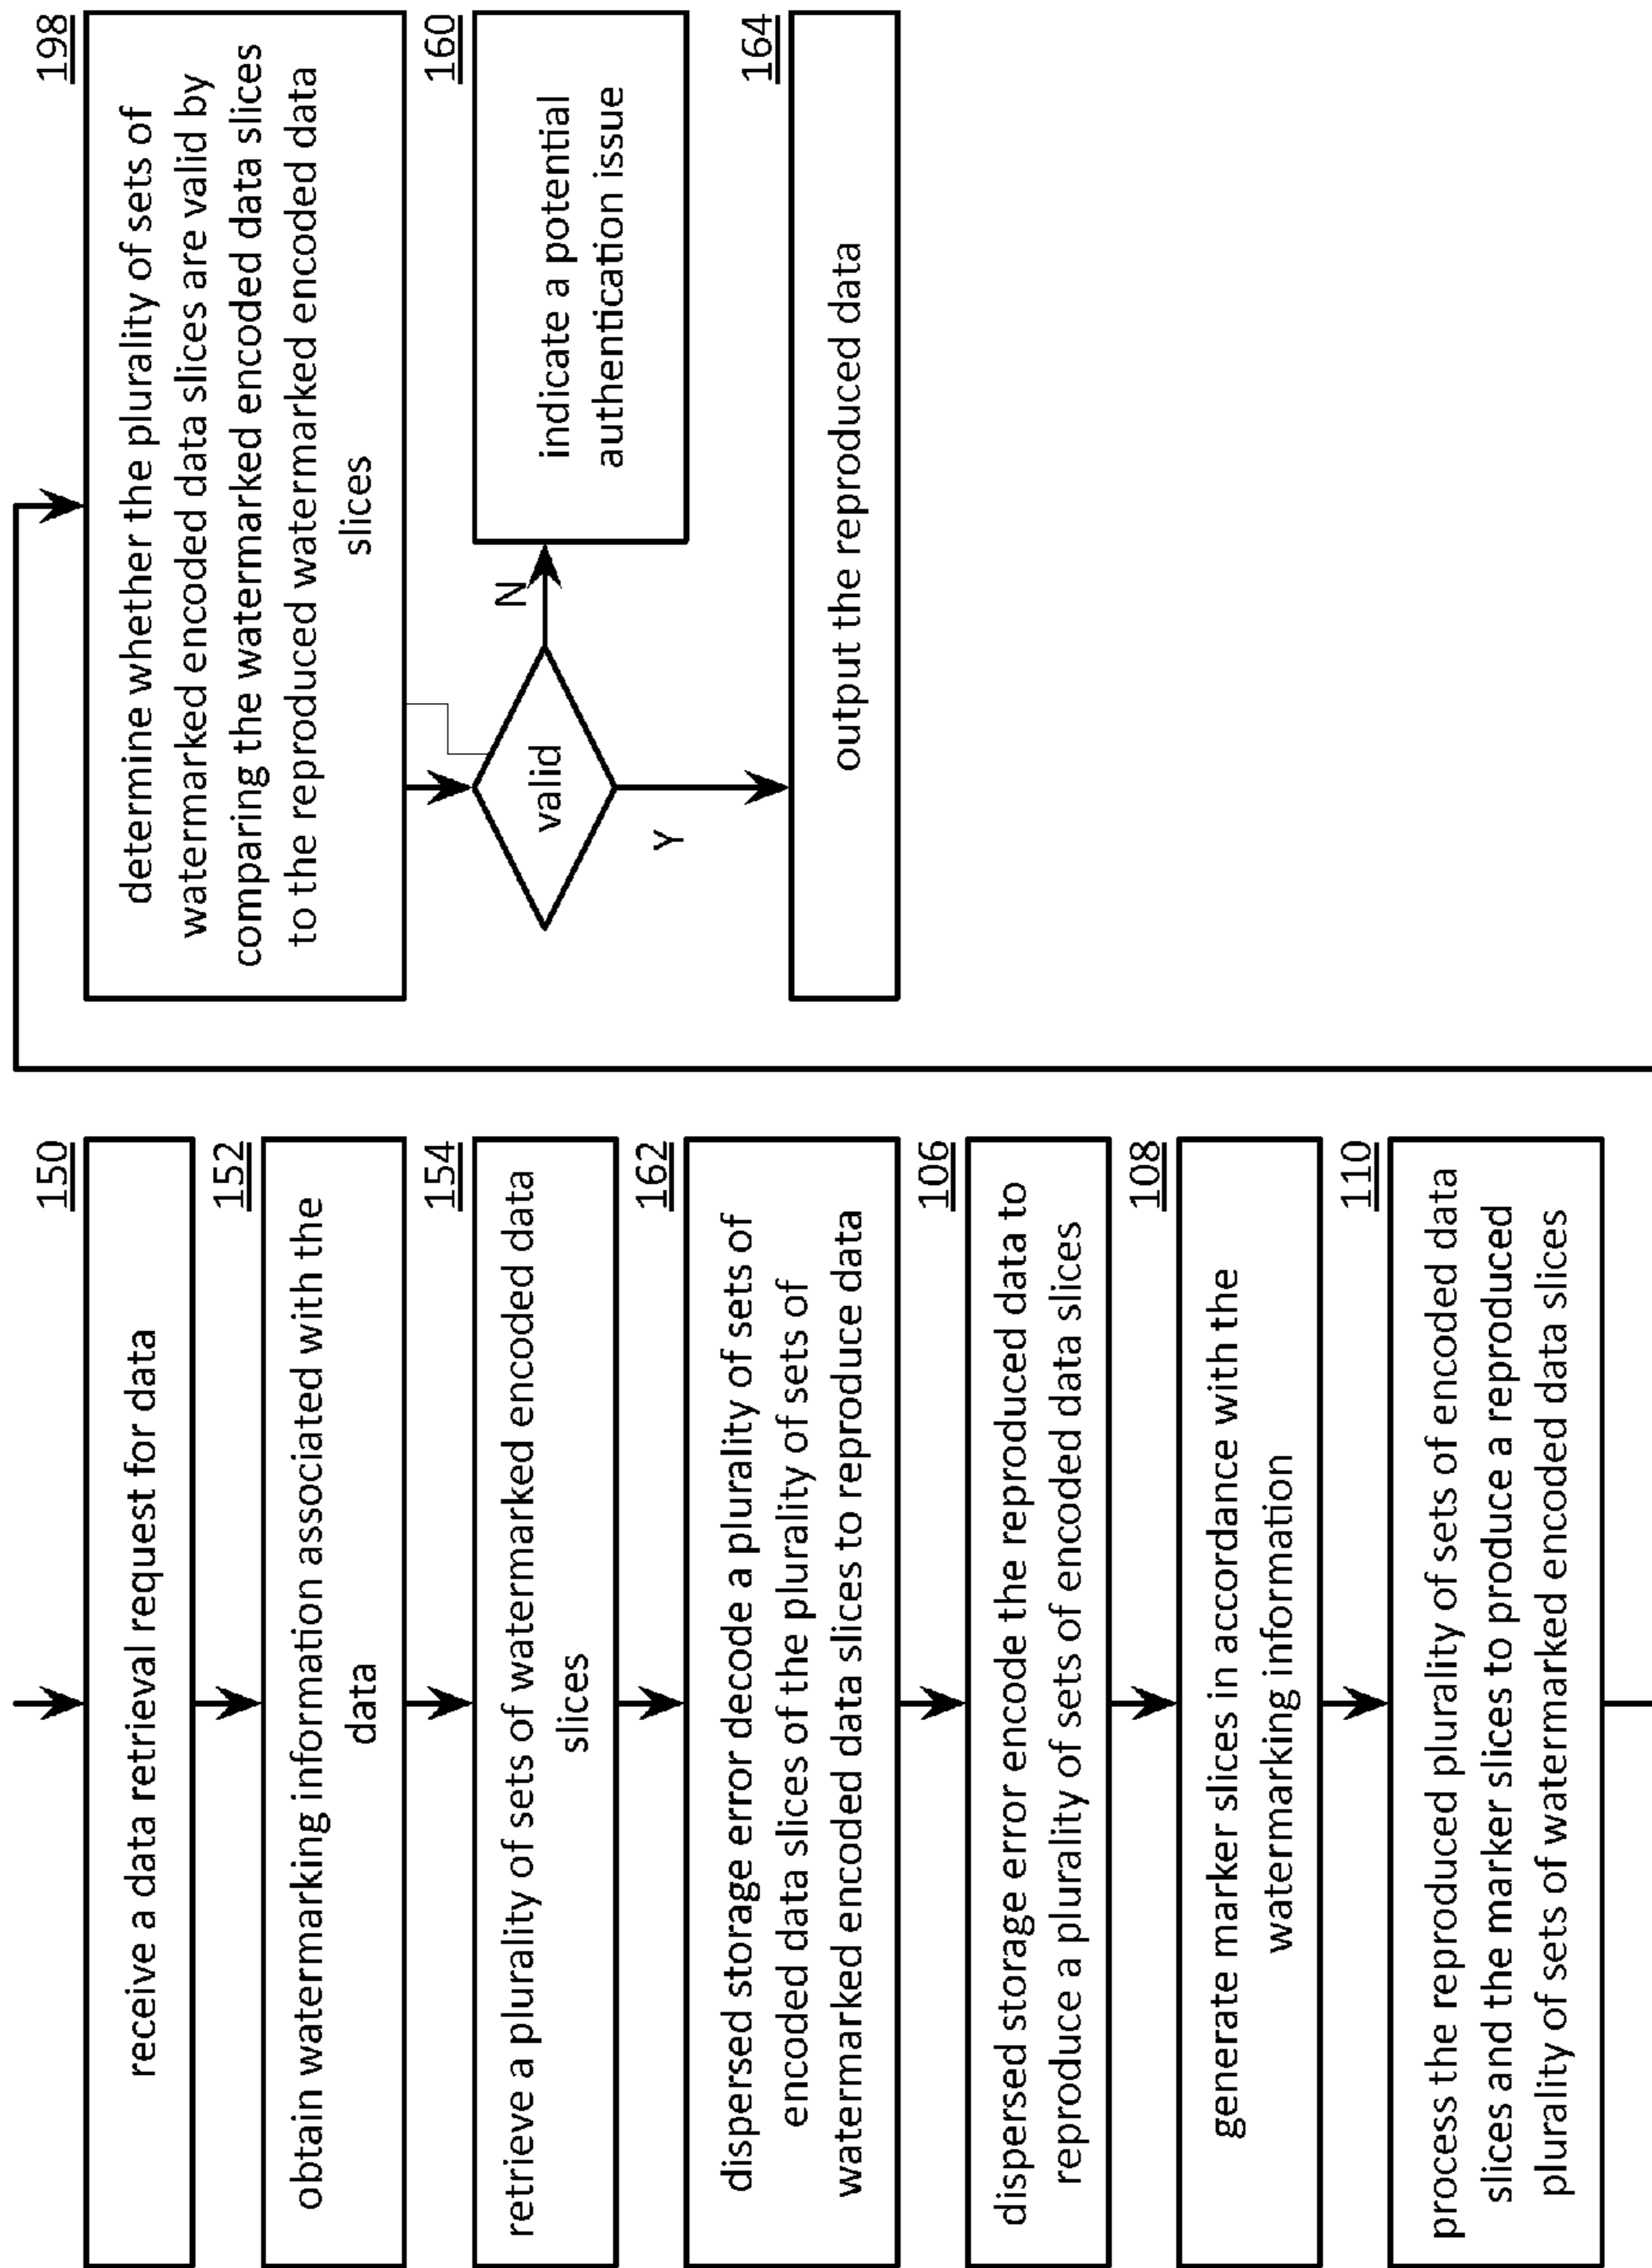 150
receive a data retrieval request for data
152
obtain watermarking information associated with the
data
154
retrieve a plurality of sets of watermarked encoded data
slices
162
dispersed storage error decode a plurality of sets of
encoded data slices of the plurality of sets of
watermarked encoded data slices to reproduce data
106
dispersed storage error encode the reproduced data to
reproduce a plurality of sets of encoded data slices
108
generate marker slices in accordance with the
watermarking information
110
process the reproduced plurality of sets of encoded data
slices and the marker slices to produce a reproduced
plurality of sets of watermarked encoded data slices
198
determine whether the plurality of sets of
watermarked encoded data slices are valid by
comparing the watermarked encoded data slices
to the reproduced watermarked encoded data
slices
valid
N
160
indicate a potential
authentication issue
Y
164
output the reproduced data